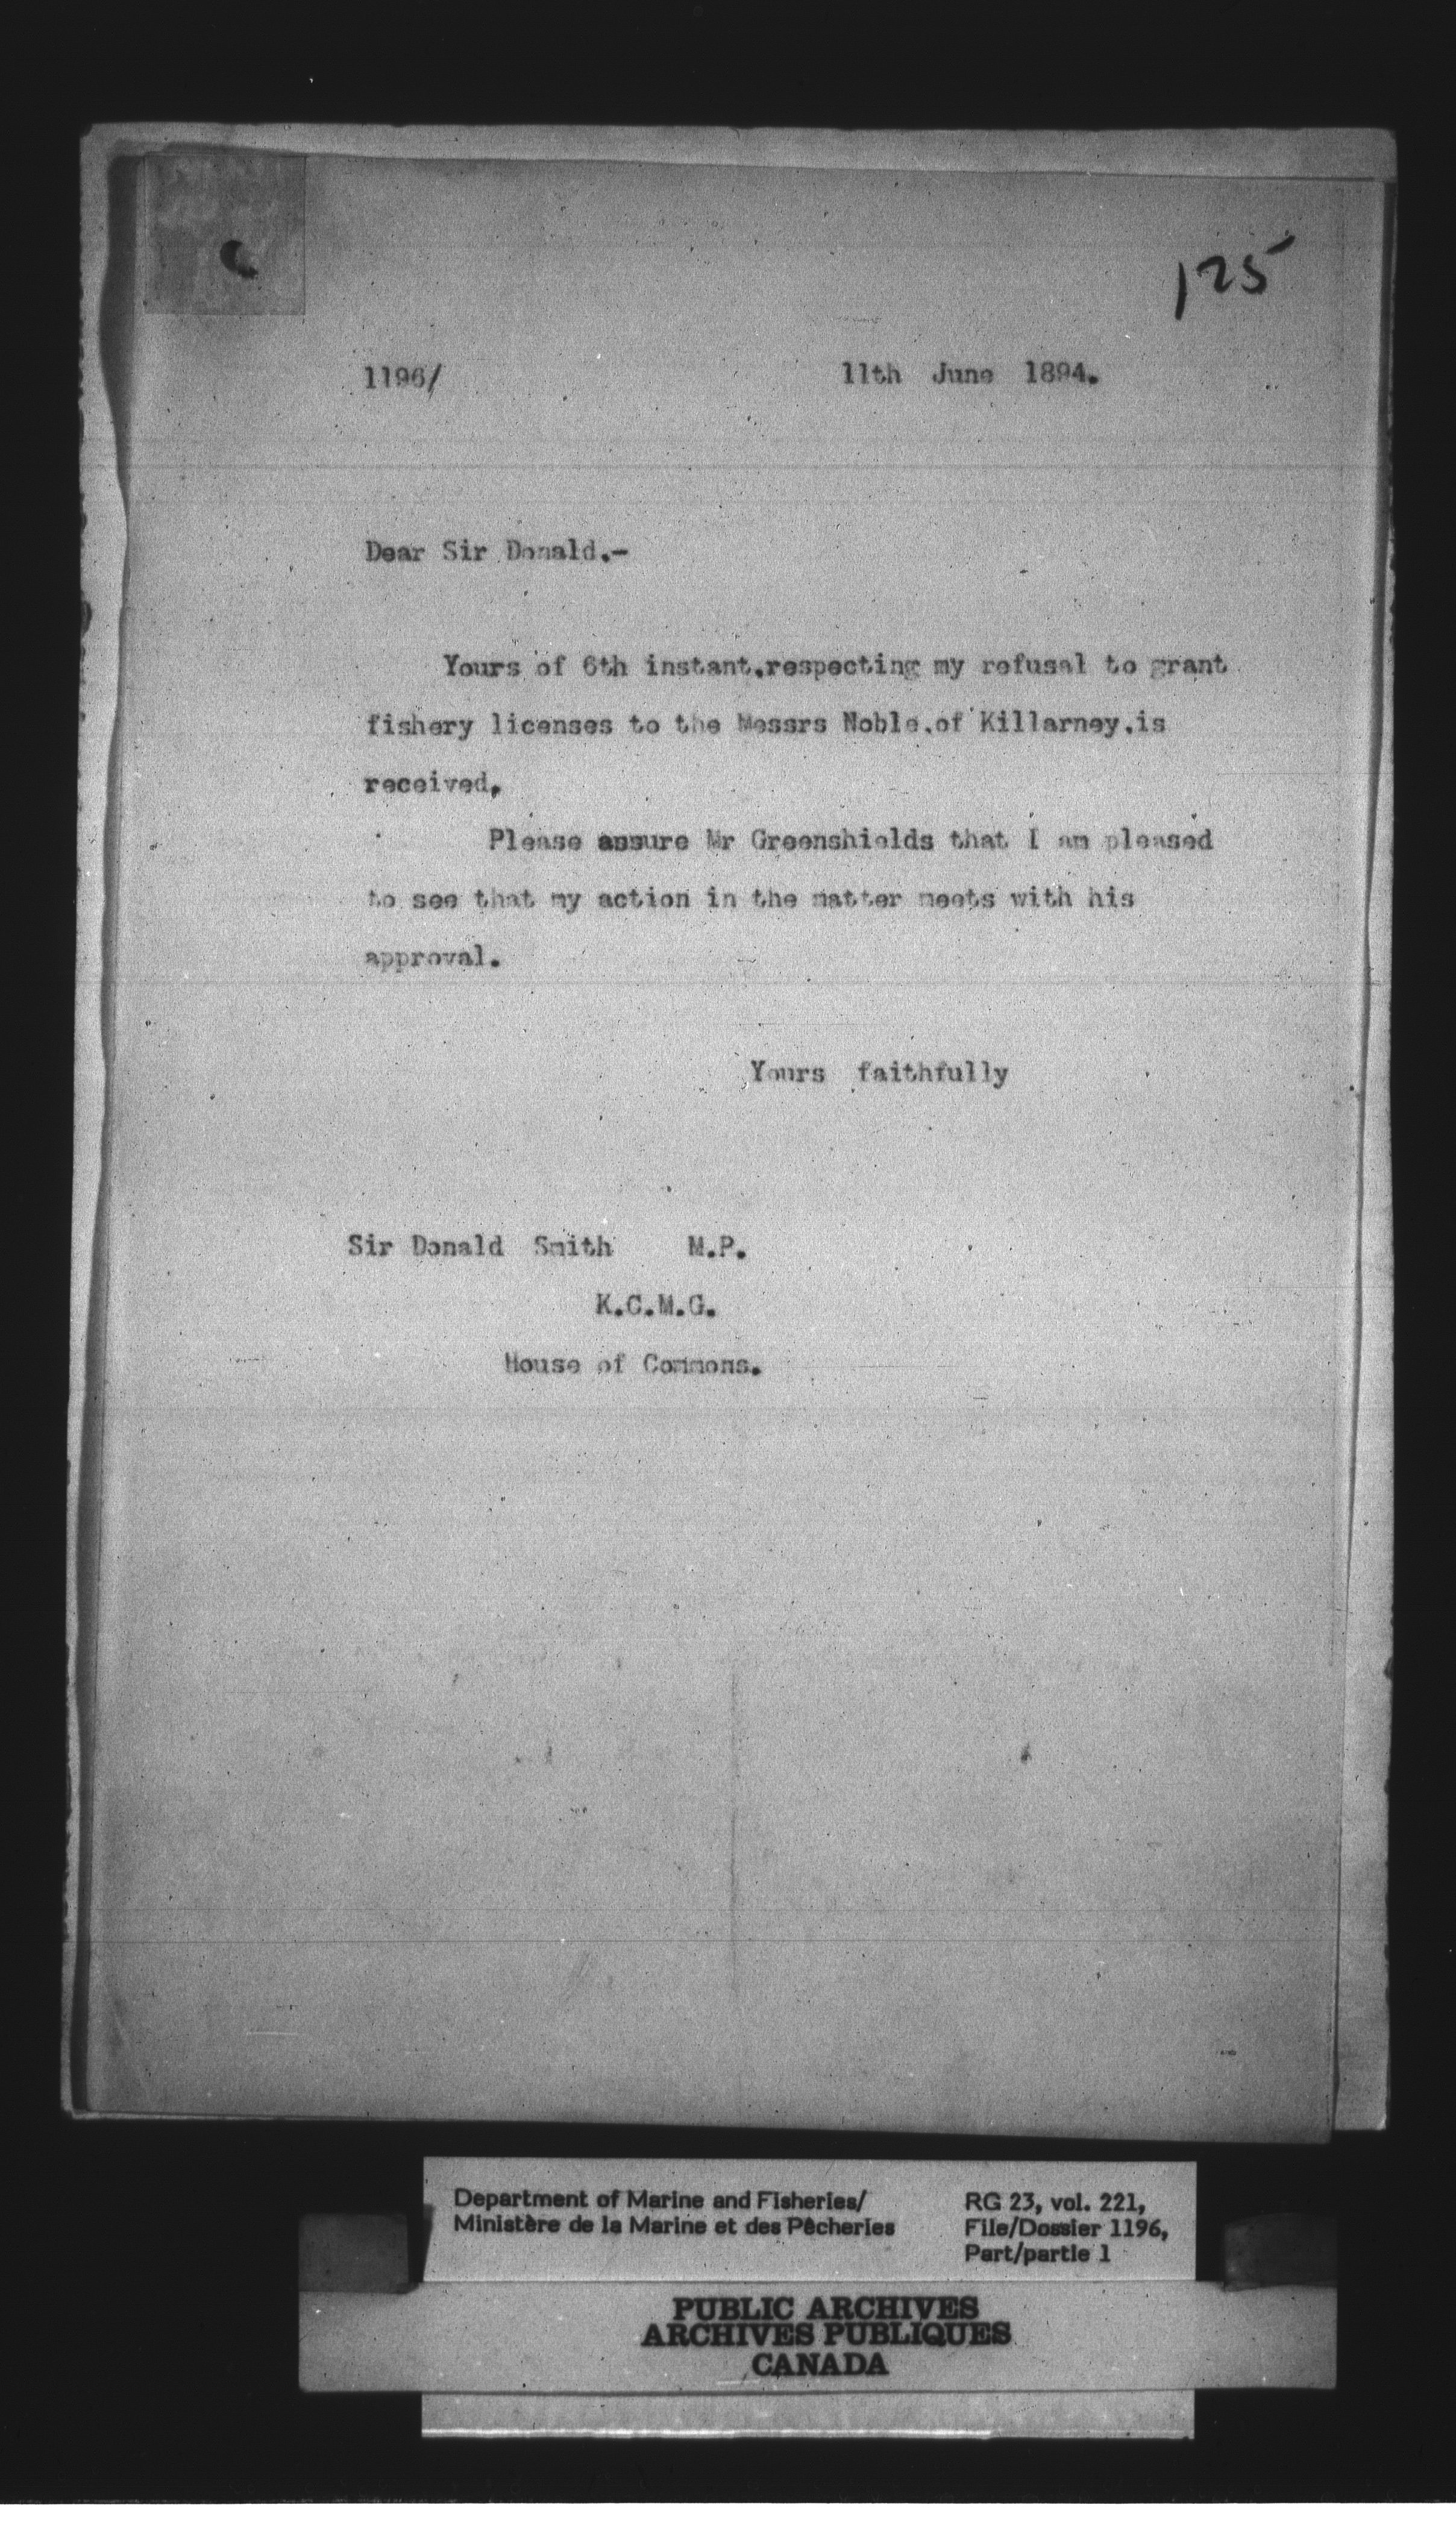 125
1196/ 11th June 1894.
Dear Sir Donald.-
Yours of 6th instant.respecting my refusal to grant
fishery licenses to the Messrs Noble.of Killarney.is
received.
Please assure Mr Greenshields that I am pleased
to see that my action in the matter meets with his
approval.
Yours faithfully
Sir Donald Smith M.P.
K.C.M.G.
House of Commons.
Department of Marine and Fisheries/
Ministère de la Marine et des Pêcheries
RG 23, vol. 221,
File/Dossier 1196,
Part/partie 1
PUBLIC ARCHIVES
ARCHIVES PUBLIQUES
CANADA